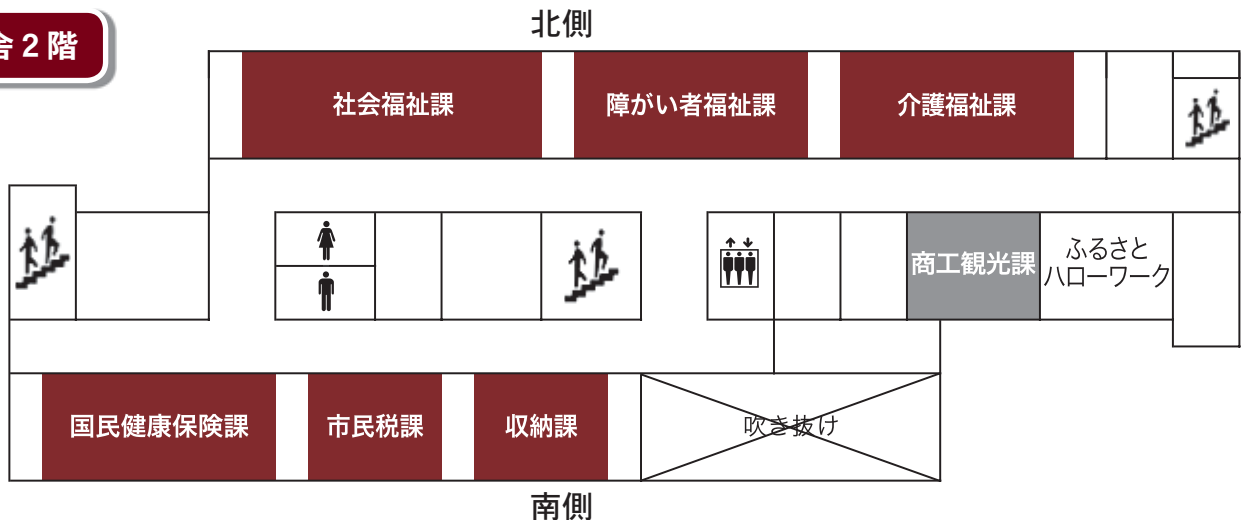 北側
舎2階
社会福祉課
障がい者福祉課
介護福祉課
商工観光課
ふるさと
ハローワーク
国民健康保険課
市民税課
収納課
吹き抜け
南側